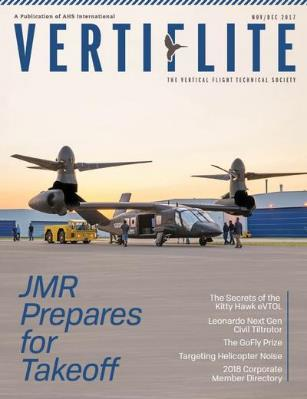 A Publication of AHS International
NOV/DEC 2017
VERTIFLITE
THE VERTICAL FLIGHT TECHNICAL SOCIETY
JMR
Prepares
for
Takeoff
The Secrets of the
Kitty Hawk eVTOL
Leonardo Next Gen
Civil Tiltrotor
The GoFly Prize
Targeting Helicopter Noise
2018 Corporate
Member Directory